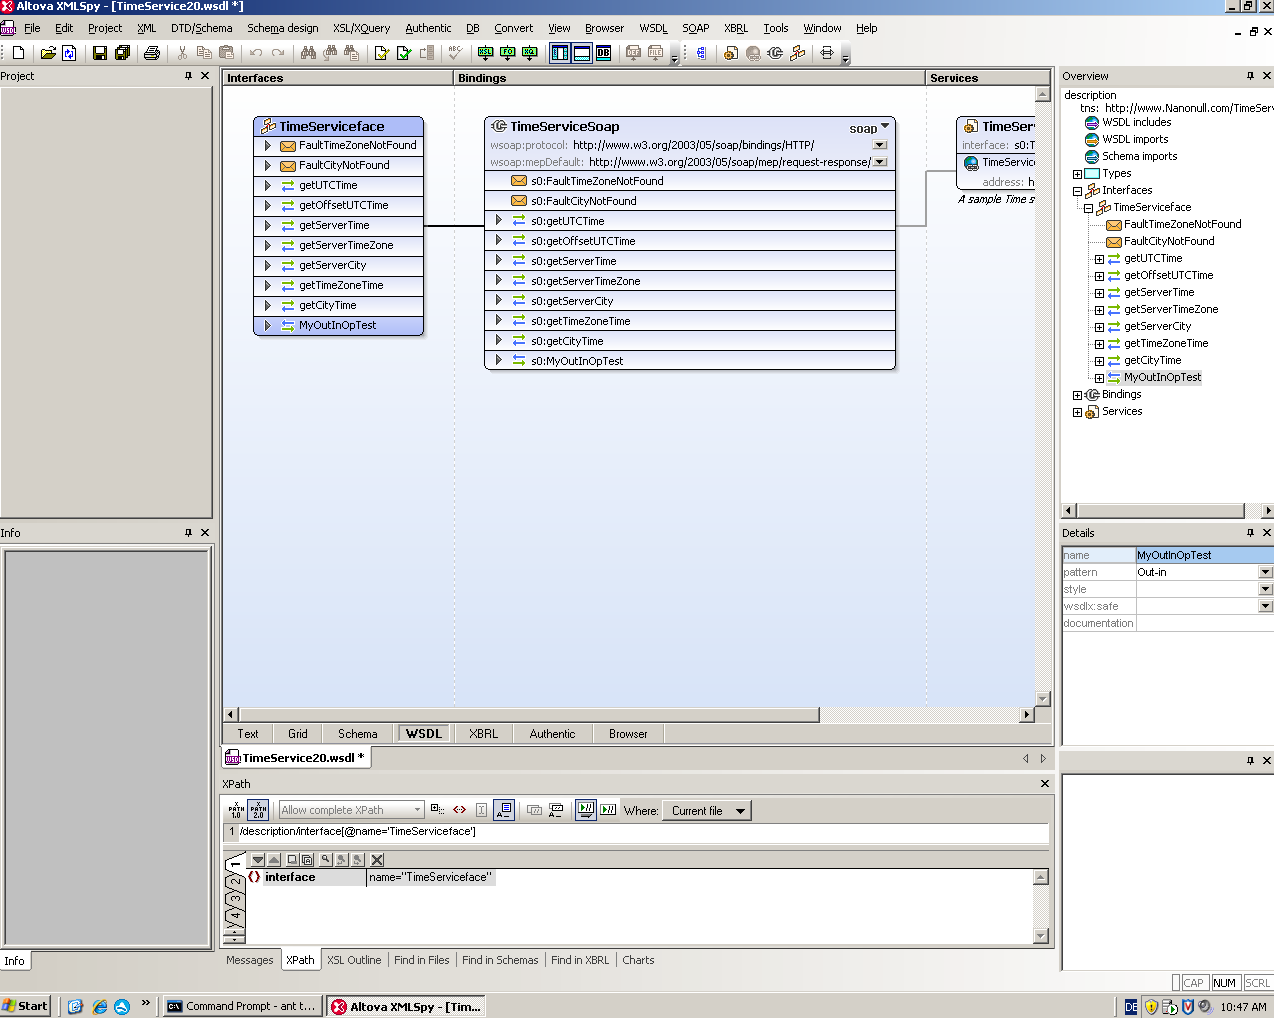 Altova XMLSpy - [TimeService20.wsdl *]
File Edit Project XML DTD/Schema Schema design XSL/XQuery Authentic DB Convert View Browser WSDL SOAP XBRL Tools Window Help
Project
Interfaces Bindings Services
TimeServiceface
FaultTimeZoneNotFound
FaultCityNotFound
getUTCTime
getOffsetUTCTime
getServerTime
getServerTimeZone
getServerCity
getTimeZoneTime
getCityTime
MyOutInOpTest
TimeServiceSoap soap
wsoap:protocol: http://www.w3.org/2003/05/soap/bindings/HTTP/
wsoap:mepDefault: http://www.w3.org/2003/05/soap/mep/request-response/
s0:FaultTimeZoneNotFound
s0:FaultCityNotFound
s0:getUTCTime
s0:getOffsetUTCTime
s0:getServerTime
s0:getServerTimeZone
s0:getServerCity
s0:getTimeZoneTime
s0:getCityTime
s0:MyOutInOpTest
TimeServ
interface: s0:T
TimeService
address: h
A sample Time s
Overview
description
tns: http://www.Nanonull.com/TimeServ
WSDL includes
WSDL imports
Schema imports
Types
Interfaces
TimeServiceface
FaultTimeZoneNotFound
FaultCityNotFound
getUTCTime
getOffsetUTCTime
getServerTime
getServerTimeZone
getServerCity
getTimeZoneTime
getCityTime
MyOutInOpTest
Bindings
Services
Info
Details
name MyOutInOpTest
pattern Out-in
style
wsdlx:safe
documentation
Text Grid Schema WSDL XBRL Authentic Browser
TimeService20.wsdl *
XPath
XPATH 1.0 XPATH 2.0 Allow complete XPath Where: Current file
1 /description/interface[@name='TimeServiceface']
1 2 3 4
interface name="TimeServiceface"
Info
Messages XPath XSL Outline Find in Files Find in Schemas Find in XBRL Charts
CAP NUM SCRL
Start Command Prompt - ant t... Altova XMLSpy - [Tim... DE 10:47 AM